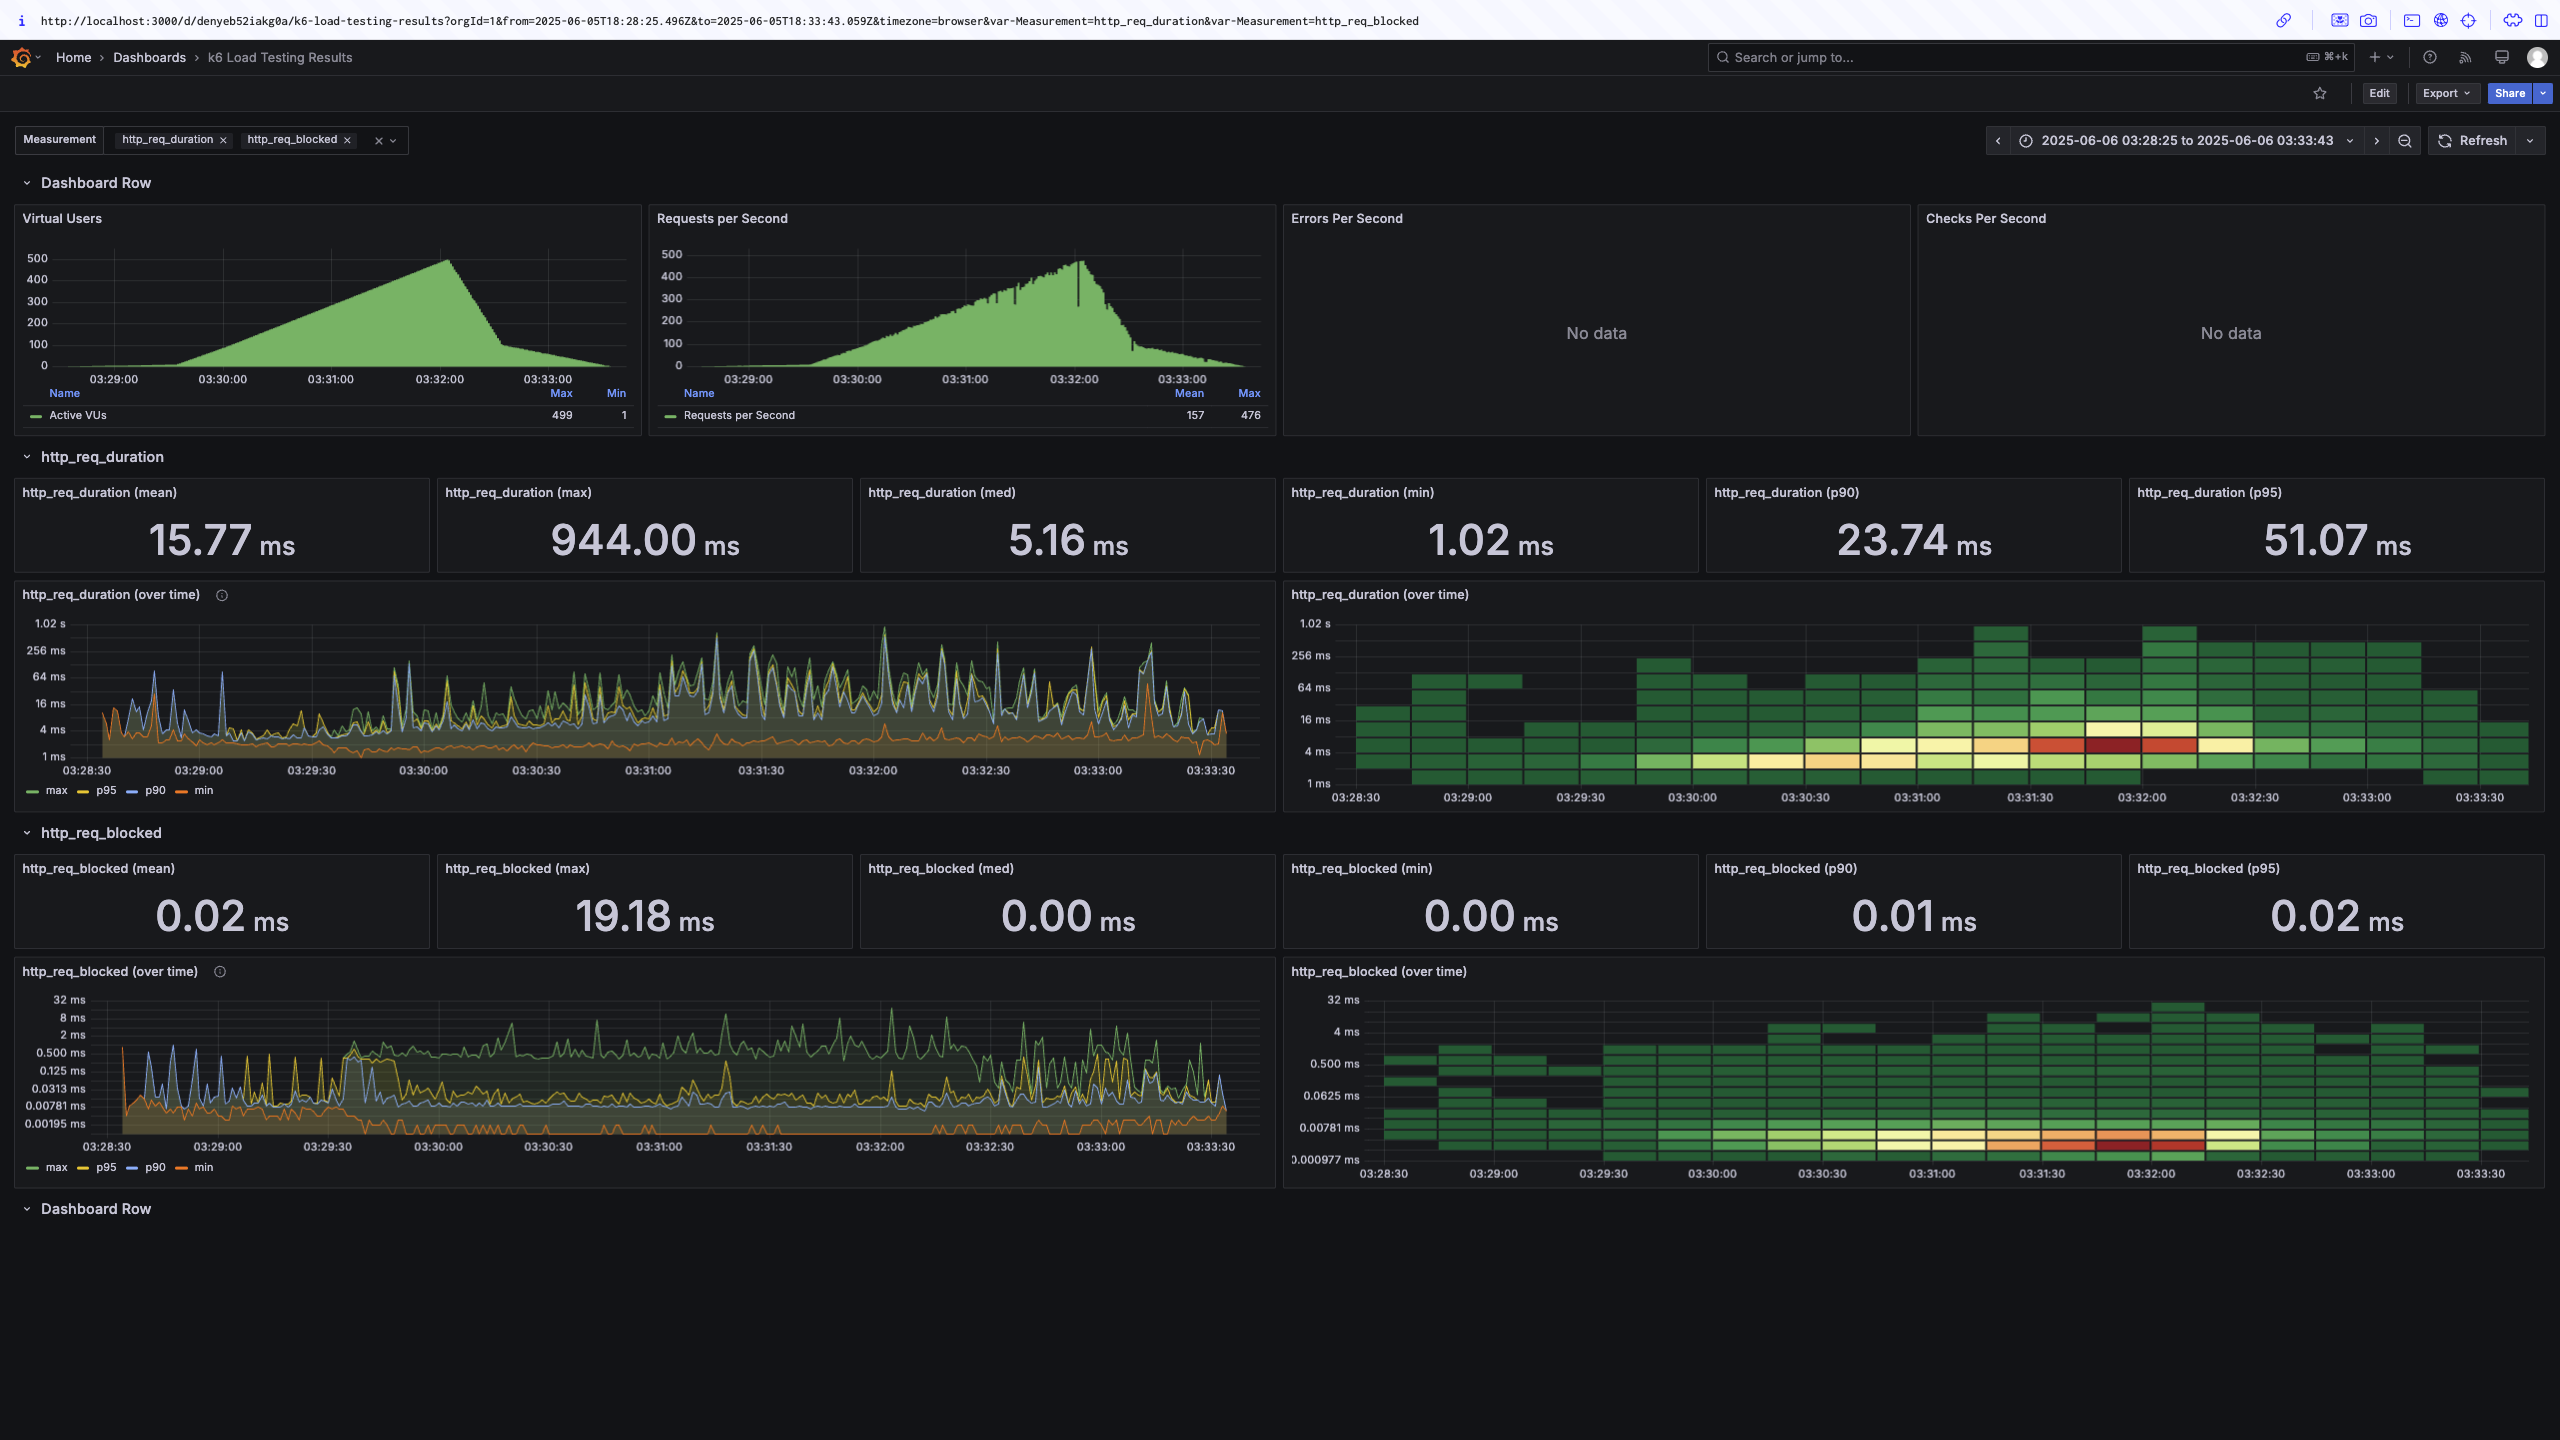 i http://localhost:3000/d/denyeb52iakg0a/k6-load-testing-results?orgId=1&from=2025-06-05T18:28:25.496Z&to=2025-06-05T18:33:43.059Z&timezone=browser&var-Measurement=http_req_duration&var-Measurement=http_req_blocked
Home › Dashboards › k6 Load Testing Results
Search or jump to... ⌘+k
Edit Export Share
Measurement http_req_duration × http_req_blocked ×
2025-06-06 03:28:25 to 2025-06-06 03:33:43 Refresh
Dashboard Row
Virtual Users
500
400
300
200
100
0
03:29:00 03:30:00 03:31:00 03:32:00 03:33:00
Name Max Min
Active VUs 499 1
Requests per Second
500
400
300
200
100
0
03:29:00 03:30:00 03:31:00 03:32:00 03:33:00
Name Mean Max
Requests per Second 157 476
Errors Per Second
No data
Checks Per Second
No data
http_req_duration
http_req_duration (mean)
15.77 ms
http_req_duration (max)
944.00 ms
http_req_duration (med)
5.16 ms
http_req_duration (min)
1.02 ms
http_req_duration (p90)
23.74 ms
http_req_duration (p95)
51.07 ms
http_req_duration (over time)
1.02 s
256 ms
64 ms
16 ms
4 ms
1 ms
03:28:30 03:29:00 03:29:30 03:30:00 03:30:30 03:31:00 03:31:30 03:32:00 03:32:30 03:33:00 03:33:30
max p95 p90 min
http_req_duration (over time)
1.02 s
256 ms
64 ms
16 ms
4 ms
1 ms
03:28:30 03:29:00 03:29:30 03:30:00 03:30:30 03:31:00 03:31:30 03:32:00 03:32:30 03:33:00 03:33:30
http_req_blocked
http_req_blocked (mean)
0.02 ms
http_req_blocked (max)
19.18 ms
http_req_blocked (med)
0.00 ms
http_req_blocked (min)
0.00 ms
http_req_blocked (p90)
0.01 ms
http_req_blocked (p95)
0.02 ms
http_req_blocked (over time)
32 ms
8 ms
2 ms
0.500 ms
0.125 ms
0.0313 ms
0.00781 ms
0.00195 ms
03:28:30 03:29:00 03:29:30 03:30:00 03:30:30 03:31:00 03:31:30 03:32:00 03:32:30 03:33:00 03:33:30
max p95 p90 min
http_req_blocked (over time)
32 ms
4 ms
0.500 ms
0.0625 ms
0.00781 ms
0.000977 ms
03:28:30 03:29:00 03:29:30 03:30:00 03:30:30 03:31:00 03:31:30 03:32:00 03:32:30 03:33:00 03:33:30
Dashboard Row